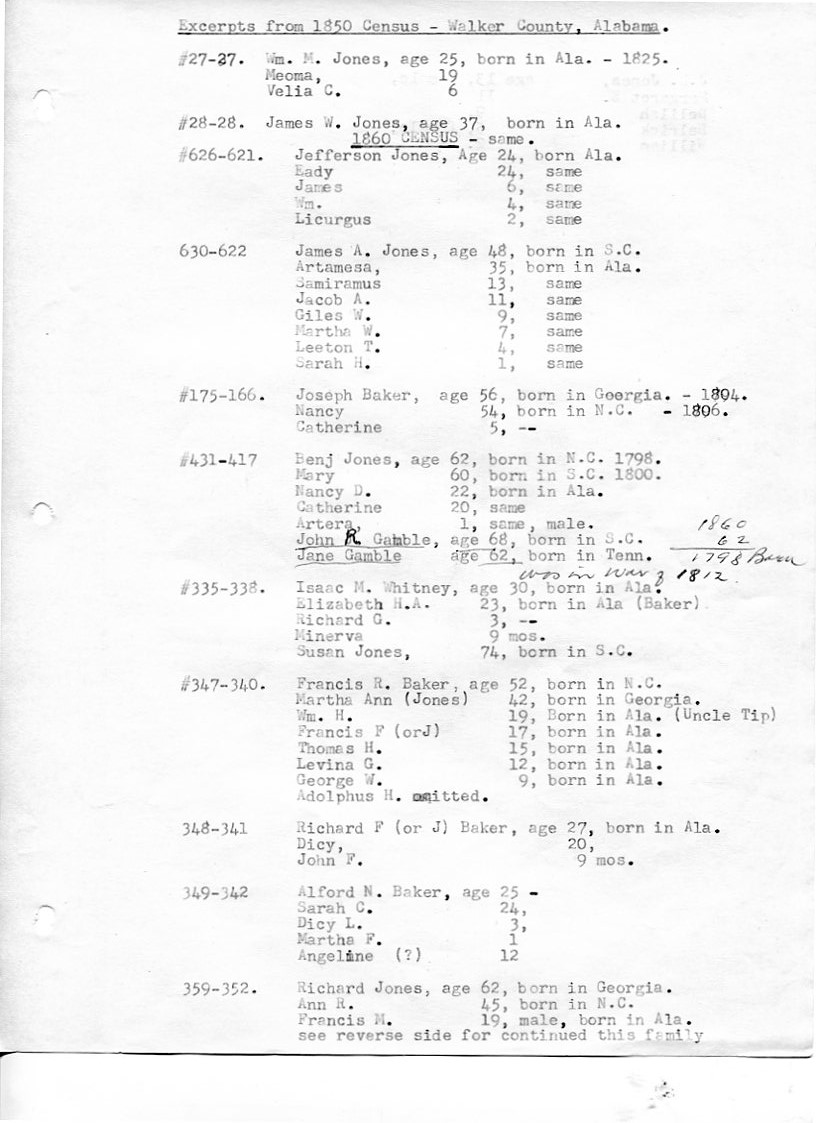 Excerpts from 1850 Census - Walker County, Alabama.
#27-27. Wm. M. Jones, age 25, born in Ala. - 1825.
Meoma, 19
Velia C. 6
#28-28. James W. Jones, age 37, born in Ala.
1860 CENSUS - same.
#626-621. Jefferson Jones, Age 24, born Ala.
Eady 24, same
James 6, same
Wm. 4, same
Licurgus 2, same
630-622 James A. Jones, age 48, born in S.C.
Artamesa, 35, born in Ala.
Samiramus 13, same
Jacob A. 11, same
Giles W. 9, same
Martha W. 7, same
Leeton T. 4, same
Sarah H. 1, same
#175-166. Joseph Baker, age 56, born in Goorgia. - 1804.
Nancy 54, born in N.C. - 1806.
Catherine 5, --
#431-417 Benj Jones, age 62, born in N.C. 1798.
Mary 60, born in S.C. 1800.
Nancy D. 22, born in Ala.
Catherine 20, same
Artera, 1, same, male.
John R. Gamble, age 68, born in S.C. 1860
Jane Gamble age 62, born in Tenn. 62
1798 Born
was in War of 1812.
#335-338. Isaac M. Whitney, age 30, born in Ala.
Elizabeth H.A. 23, born in Ala (Baker)
Richard G. 3, --
Minerva 9 mos.
Susan Jones, 74, born in S.C.
#347-340. Francis R. Baker, age 52, born in N.C.
Martha Ann (Jones) 42, born in Georgia.
Wm. H. 19, Born in Ala. (Uncle Tip)
Francis F (orJ) 17, born in Ala.
Thomas H. 15, born in Ala.
Levina G. 12, born in Ala.
George W. 9, born in Ala.
Adolphus H. omitted.
348-341 Richard F (or J) Baker, age 27, born in Ala.
Dicy, 20,
John F. 9 mos.
349-342 Alford N. Baker, age 25 -
Sarah C. 24,
Dicy L. 3,
Martha F. 1
Angeline (?) 12
359-352. Richard Jones, age 62, born in Georgia.
Ann R. 45, born in N.C.
Francis M. 19, male, born in Ala.
see reverse side for continued this family